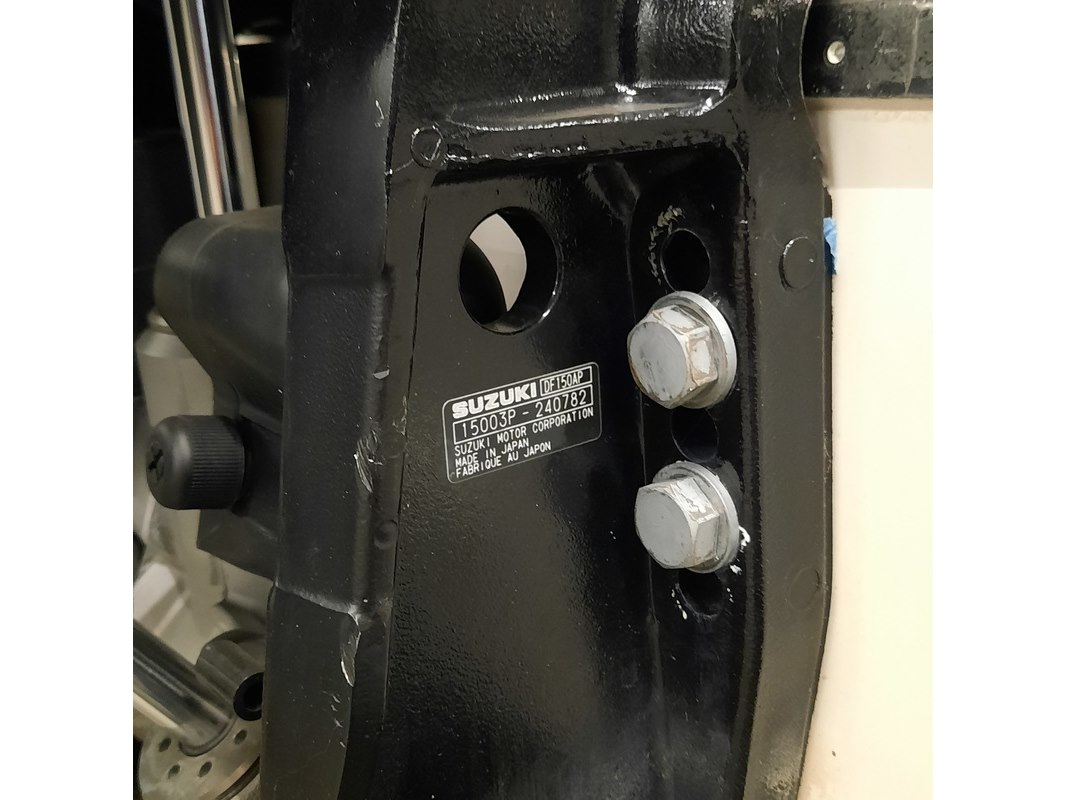 SUZUKI DF150AP
15003P - 240782
SUZUKI MOTOR CORPORATION
MADE IN JAPAN
FABRIQUE AU JAPON